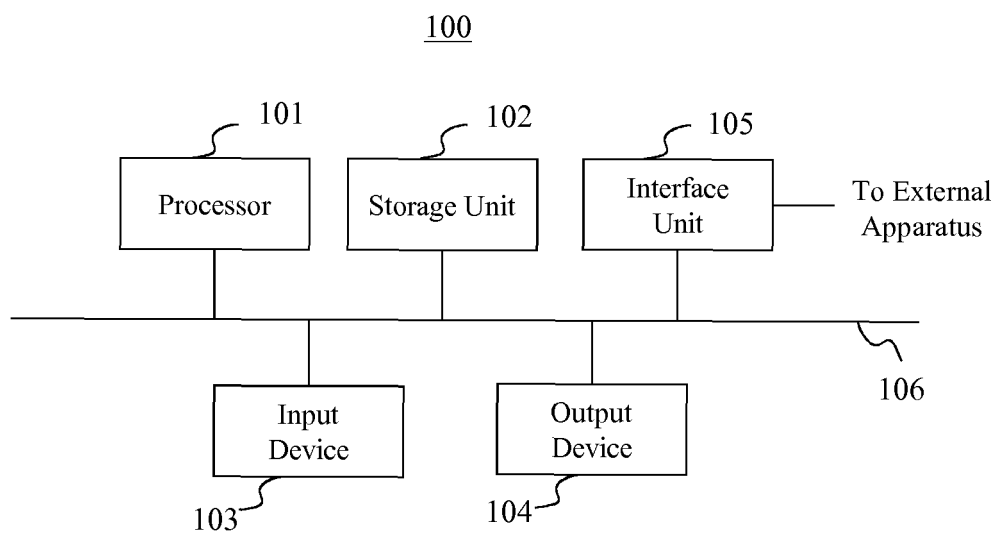 100
101
102
105
Processor
Storage Unit
Interface
Unit
To External
Apparatus
106
Input
Device
Output
Device
103
104